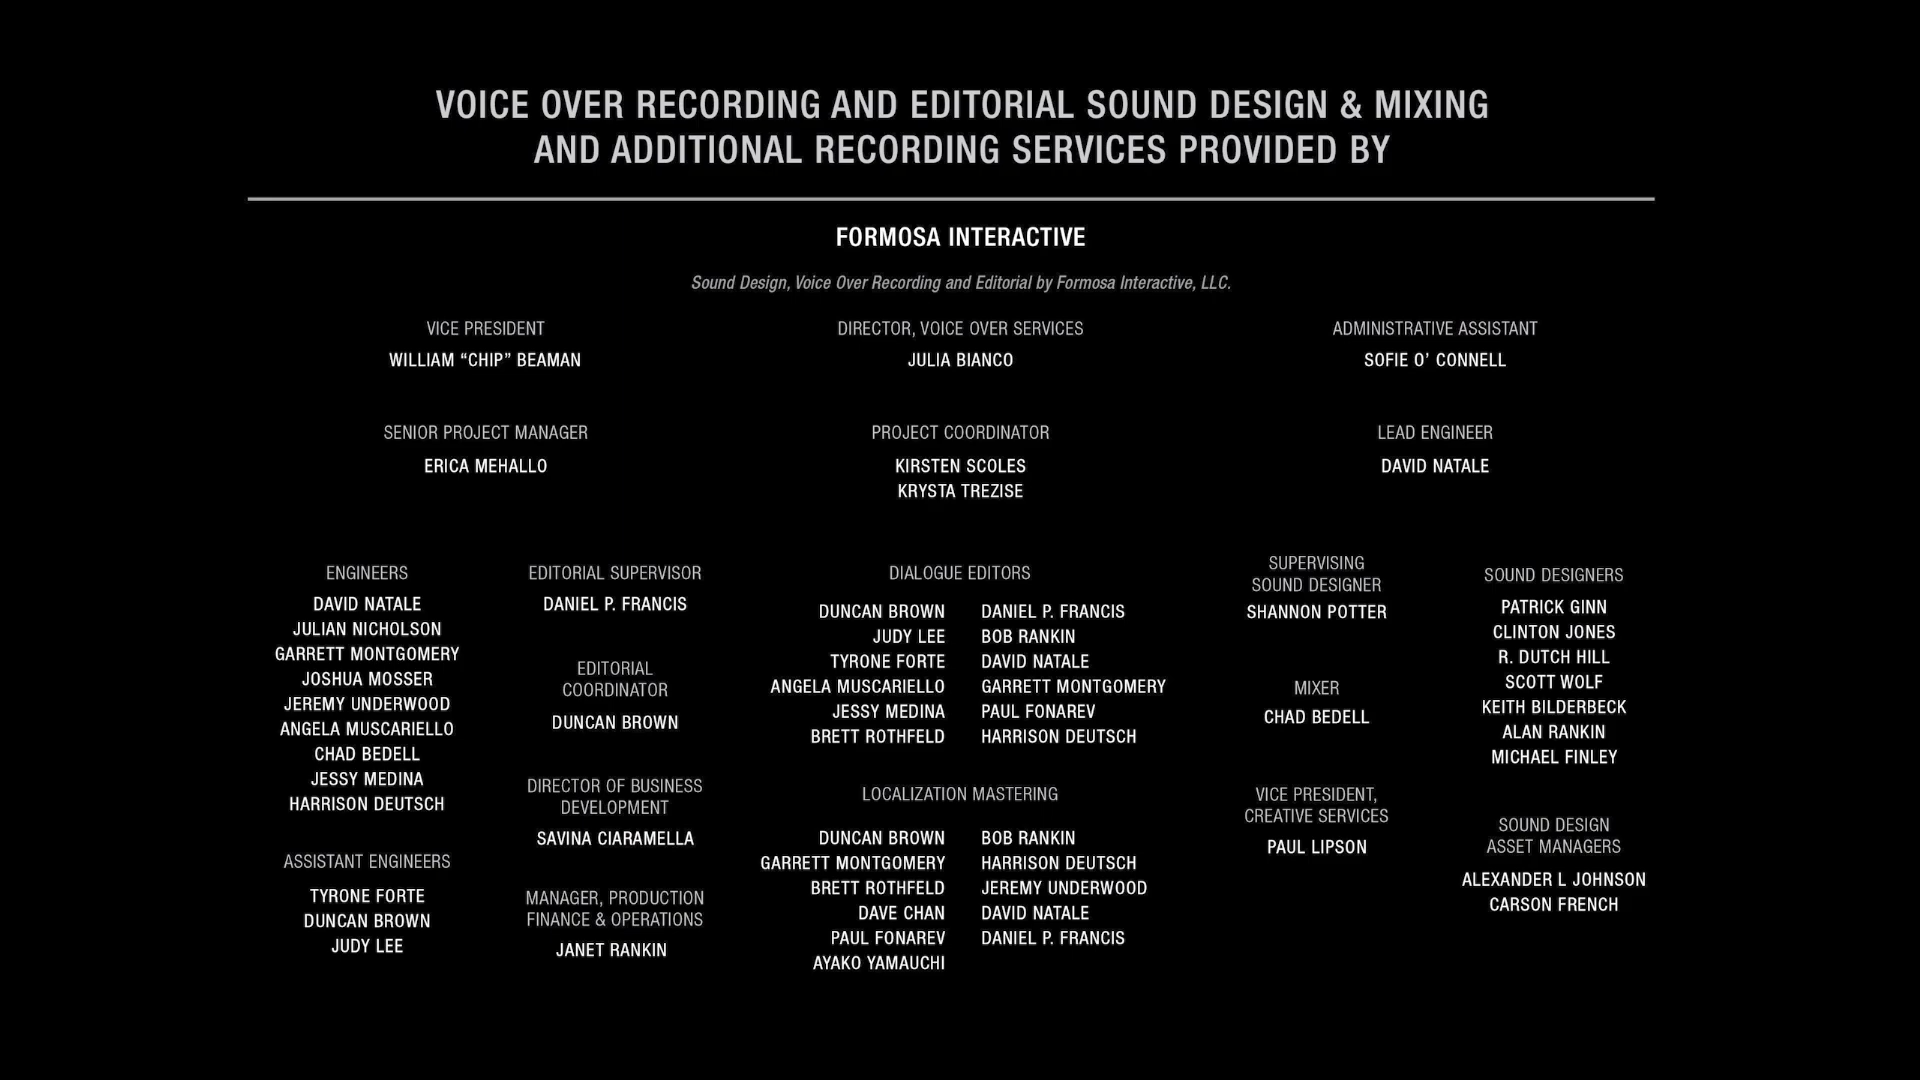 VOICE OVER RECORDING AND EDITORIAL SOUND DESIGN & MIXING
AND ADDITIONAL RECORDING SERVICES PROVIDED BY
FORMOSA INTERACTIVE
Sound Design, Voice Over Recording and Editorial by Formosa Interactive, LLC.
VICE PRESIDENT
WILLIAM “CHIP” BEAMAN
DIRECTOR, VOICE OVER SERVICES
JULIA BIANCO
ADMINISTRATIVE ASSISTANT
SOFIE O’ CONNELL
SENIOR PROJECT MANAGER
ERICA MEHALLO
PROJECT COORDINATOR
KIRSTEN SCOLES
KRYSTA TREZISE
LEAD ENGINEER
DAVID NATALE
ENGINEERS
DAVID NATALE
JULIAN NICHOLSON
GARRETT MONTGOMERY
JOSHUA MOSSER
JEREMY UNDERWOOD
ANGELA MUSCARIELLO
CHAD BEDELL
JESSY MEDINA
HARRISON DEUTSCH
ASSISTANT ENGINEERS
TYRONE FORTE
DUNCAN BROWN
JUDY LEE
EDITORIAL SUPERVISOR
DANIEL P. FRANCIS
EDITORIAL
COORDINATOR
DUNCAN BROWN
DIRECTOR OF BUSINESS
DEVELOPMENT
SAVINA CIARAMELLA
MANAGER, PRODUCTION
FINANCE & OPERATIONS
JANET RANKIN
DIALOGUE EDITORS
DUNCAN BROWN DANIEL P. FRANCIS
JUDY LEE BOB RANKIN
TYRONE FORTE DAVID NATALE
ANGELA MUSCARIELLO GARRETT MONTGOMERY
JESSY MEDINA PAUL FONAREV
BRETT ROTHFELD HARRISON DEUTSCH
LOCALIZATION MASTERING
DUNCAN BROWN BOB RANKIN
GARRETT MONTGOMERY HARRISON DEUTSCH
BRETT ROTHFELD JEREMY UNDERWOOD
DAVE CHAN DAVID NATALE
PAUL FONAREV DANIEL P. FRANCIS
AYAKO YAMAUCHI
SUPERVISING
SOUND DESIGNER
SHANNON POTTER
MIXER
CHAD BEDELL
VICE PRESIDENT,
CREATIVE SERVICES
PAUL LIPSON
SOUND DESIGNERS
PATRICK GINN
CLINTON JONES
R. DUTCH HILL
SCOTT WOLF
KEITH BILDERBECK
ALAN RANKIN
MICHAEL FINLEY
SOUND DESIGN
ASSET MANAGERS
ALEXANDER L JOHNSON
CARSON FRENCH